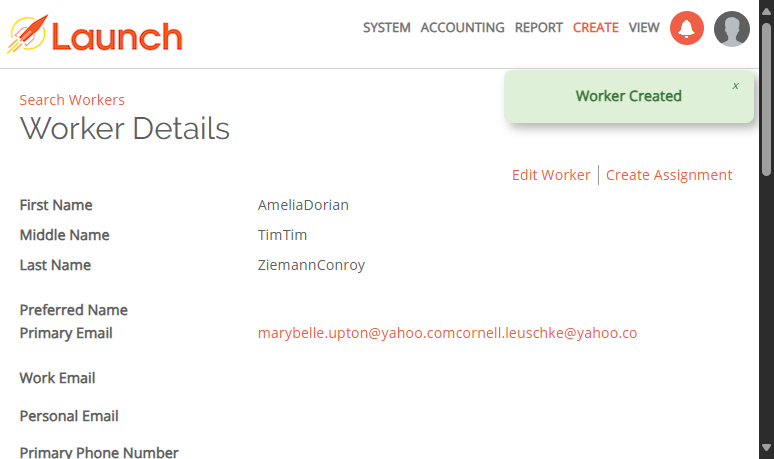 Launch
SYSTEM ACCOUNTING REPORT CREATE VIEW
Worker Created
x
Search Workers
Worker Details
Edit Worker Create Assignment
First Name AmeliaDorian
Middle Name TimTim
Last Name ZiemannConroy
Preferred Name
Primary Email marybelle.upton@yahoo.comcornell.leuschke@yahoo.co
Work Email
Personal Email
Primary Phone Number